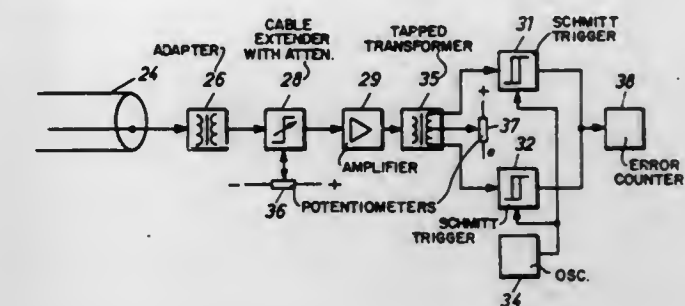 24
ADAPTER
26
CABLE
EXTENDER
WITH ATTEN.
28
29
AMPLIFIER
TAPPED
TRANSFORMER
35
31
SCHMITT
TRIGGER
+
37
38
ERROR
COUNTER
32
- +
36
POTENTIOMETERS
SCHMITT
TRIGGER
OSC.
34